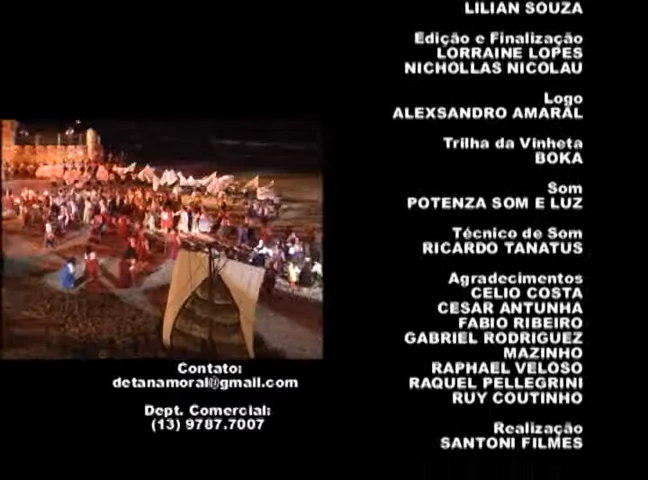 LILIAN SOUZA
Edição e Finalização
LORRAINE LOPES
NICHOLLAS NICOLAU
Logo
ALEXSANDRO AMARAL
Trilha da Vinheta
BOKA
Som
POTENZA SOM E LUZ
Técnico de Som
RICARDO TANATUS
Agradecimentos
CELIO COSTA
CESAR ANTUNHA
FABIO RIBEIRO
GABRIEL RODRIGUEZ
MAZINHO
RAPHAEL VELOSO
RAQUEL PELLEGRINI
RUY COUTINHO
Realização
SANTONI FILMES
Contato:
detanamoral@gmail.com
Dept. Comercial:
(13) 9787.7007